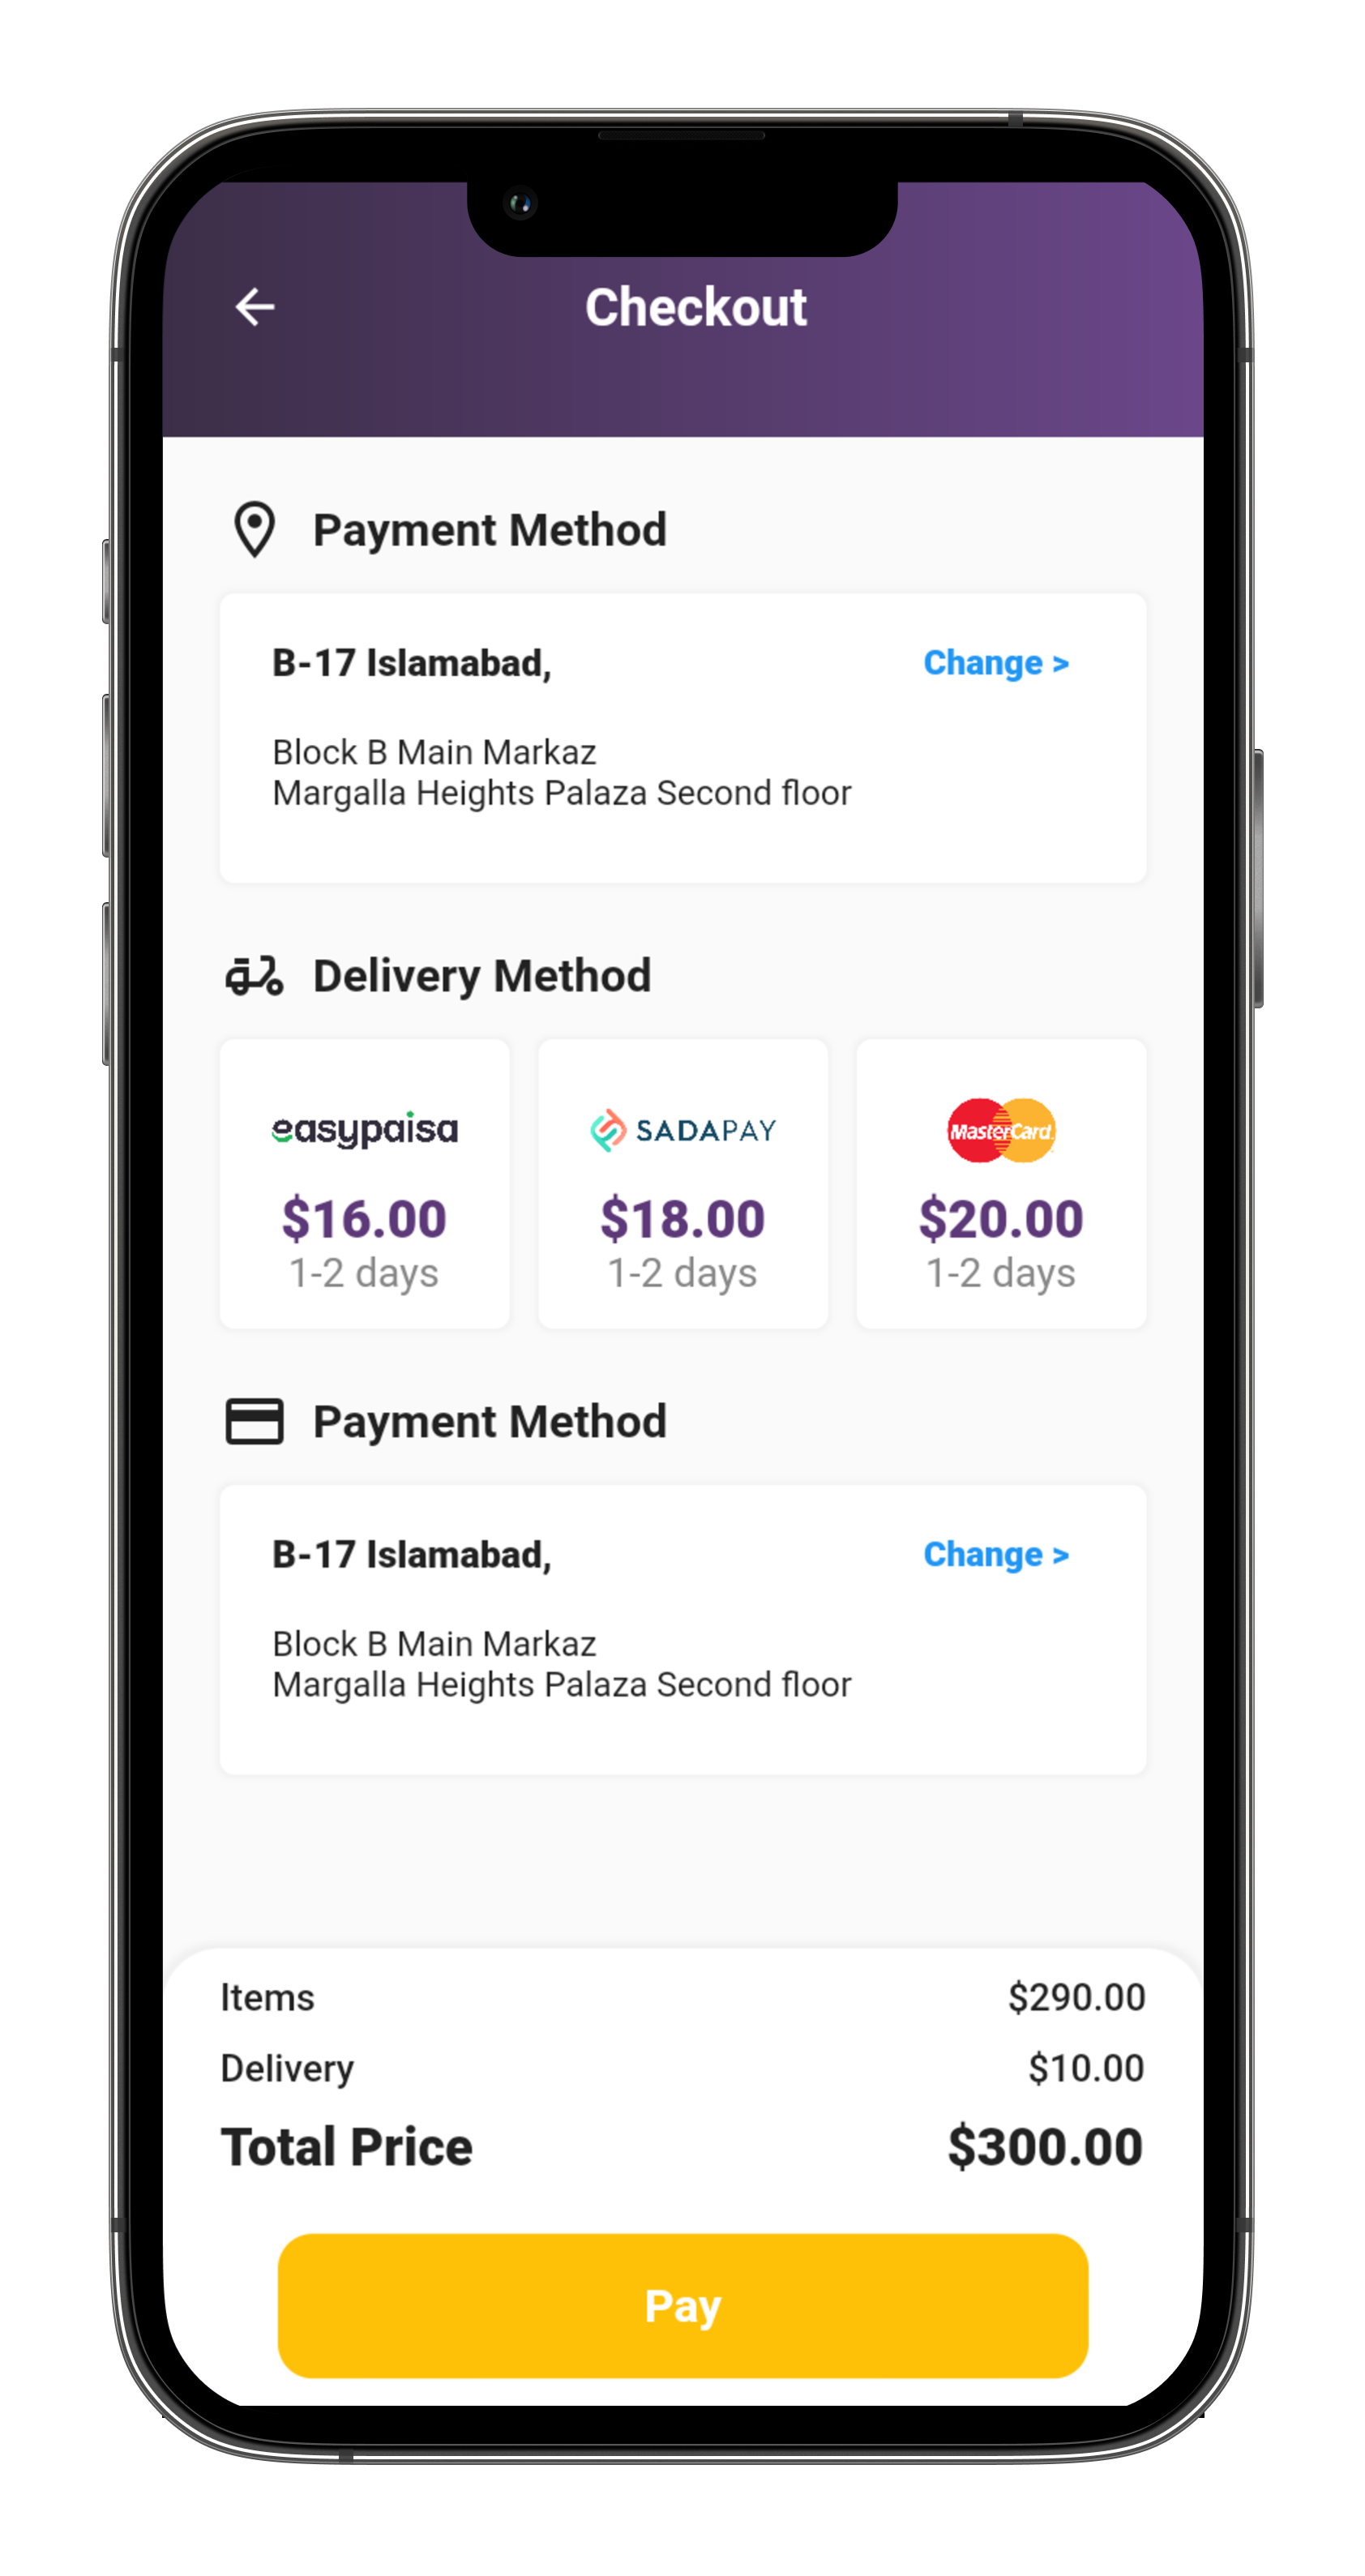 Checkout
Payment Method
B-17 Islamabad,
Change >
Block B Main Markaz
Margalla Heights Palaza Second floor
Delivery Method
easypaisa
SADAPAY
MasterCard
$16.00
$18.00
$20.00
1-2 days
1-2 days
1-2 days
Payment Method
B-17 Islamabad,
Change >
Block B Main Markaz
Margalla Heights Palaza Second floor
Items
$290.00
Delivery
$10.00
Total Price
$300.00
Pay